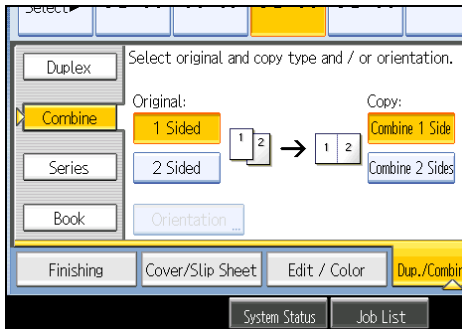 Select►
Duplex
Select original and copy type and / or orientation.
Combine
Original:
Copy:
1 Sided
1
2
1
2
Combine 1 Side
Series
2 Sided
Combine 2 Sides
Book
Orientation
Finishing
Cover/Slip Sheet
Edit / Color
Dup./Combin
System Status
Job List